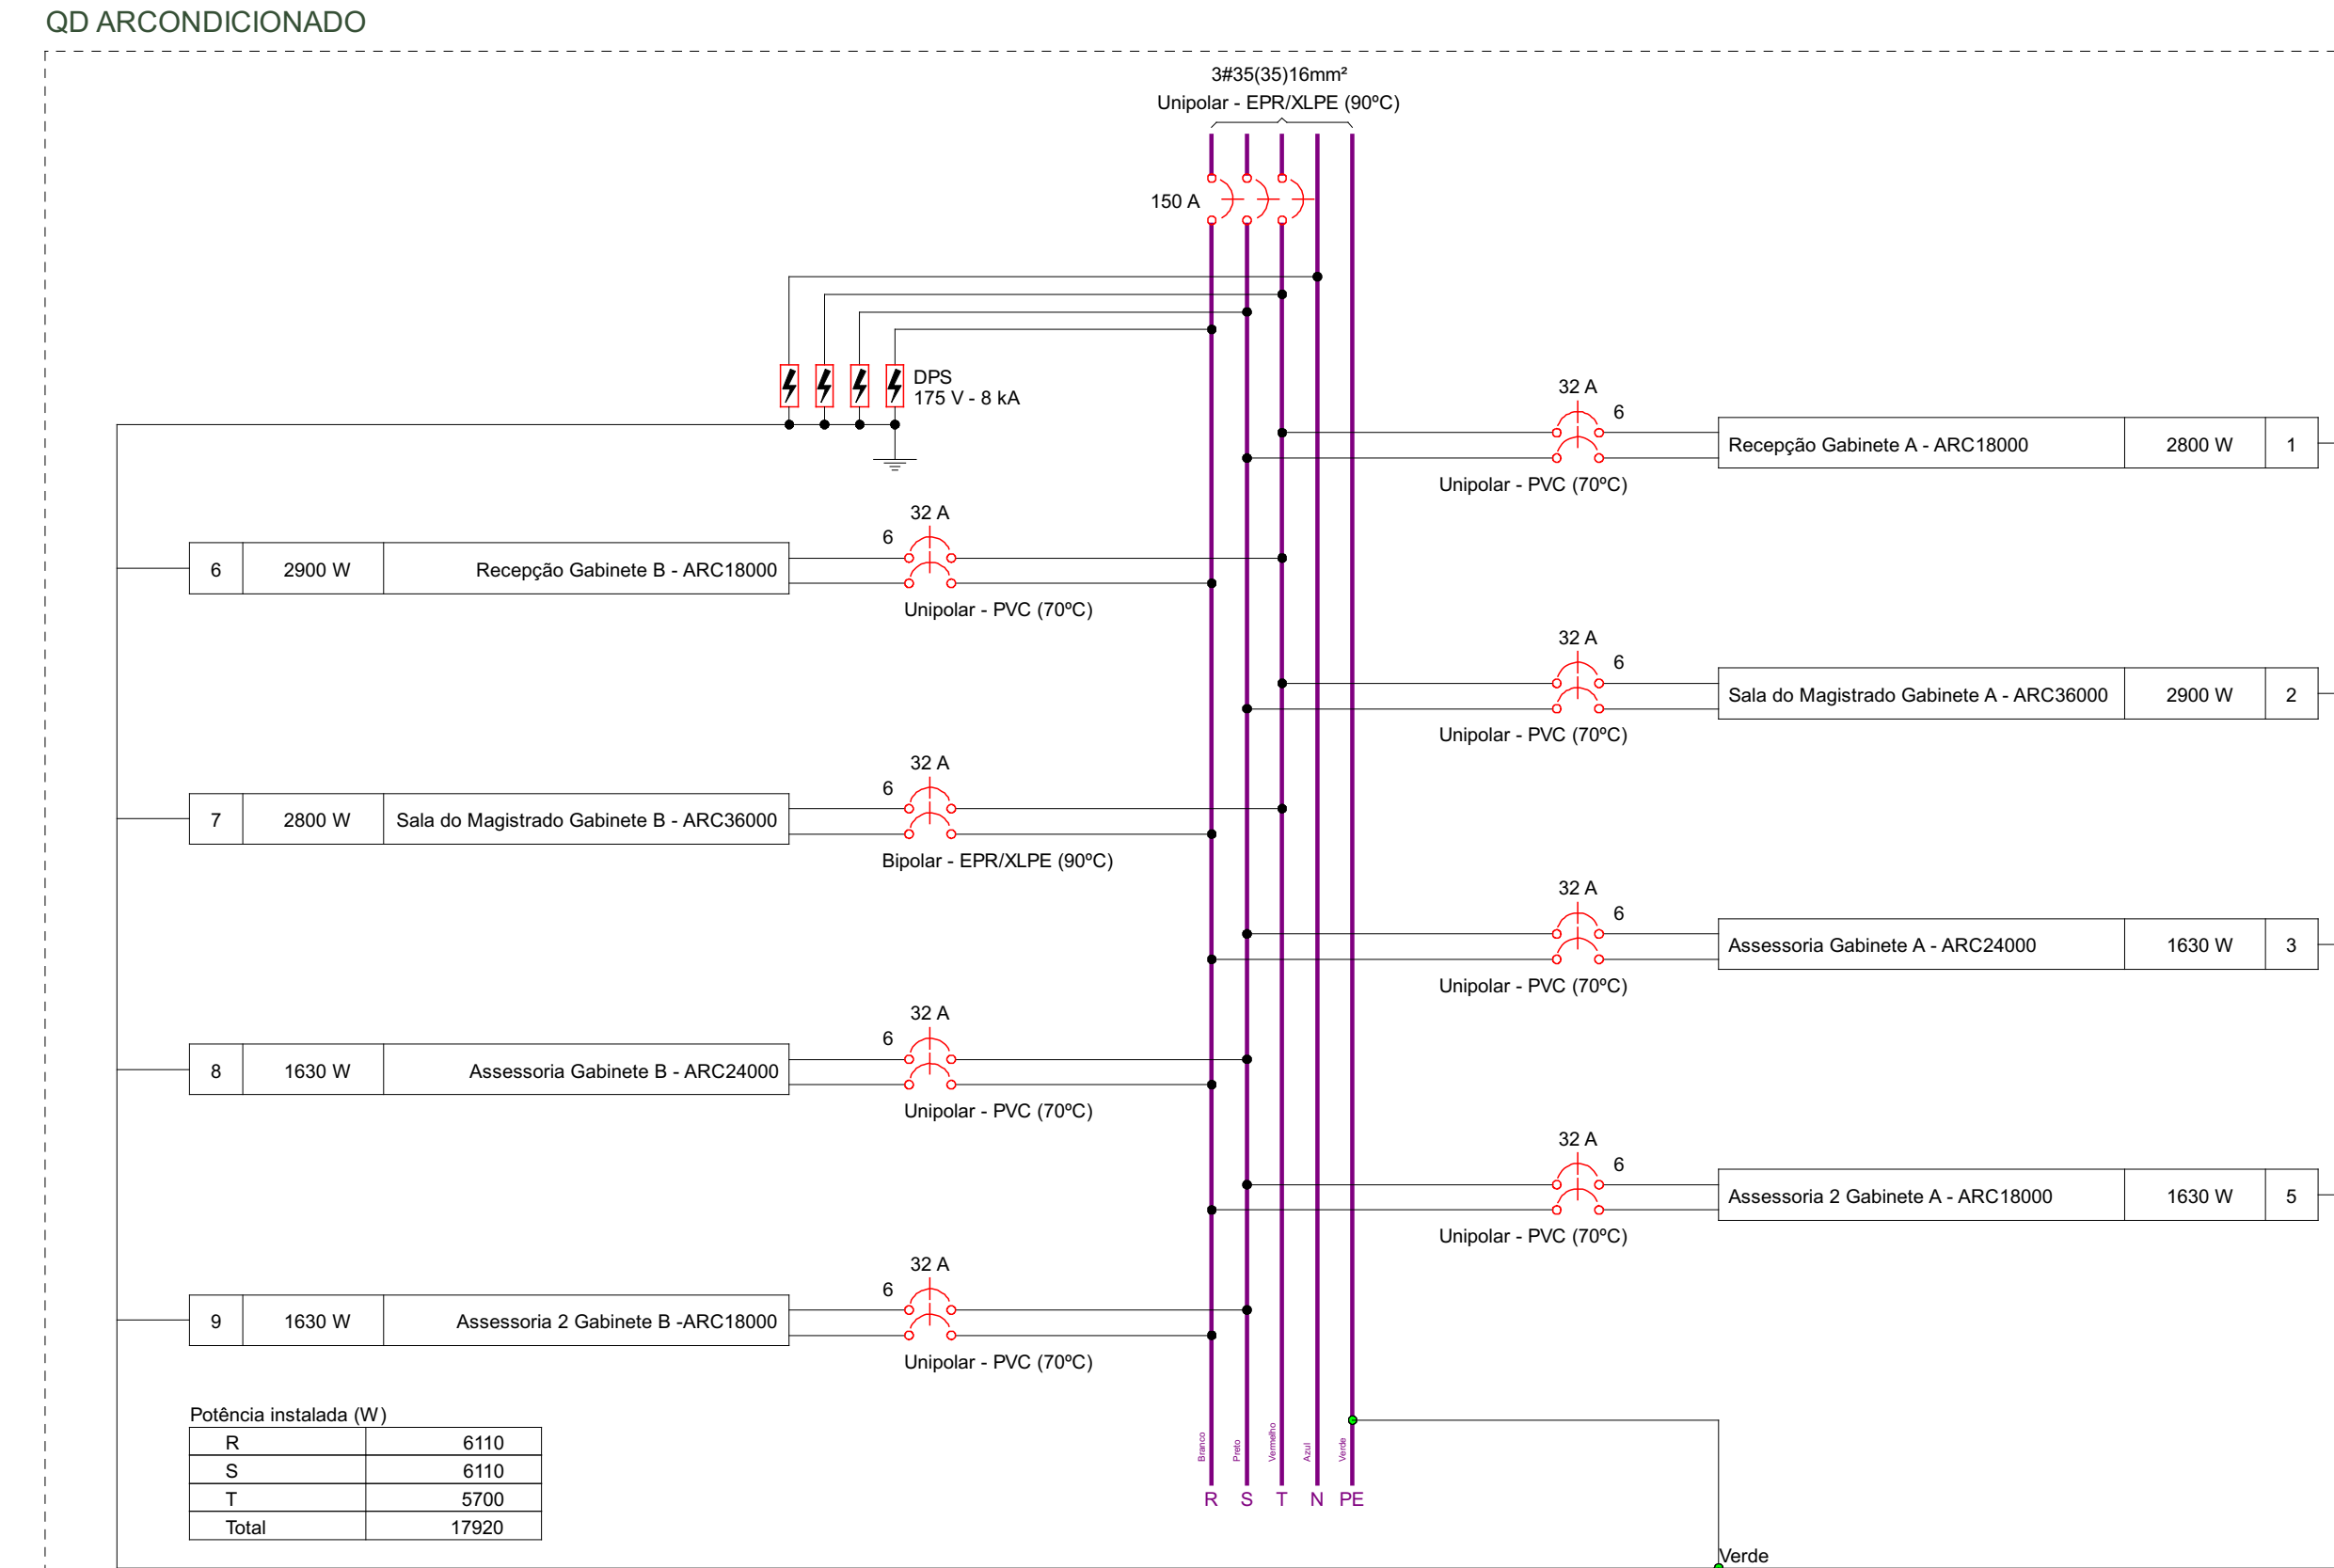 QD ARCONDICIONADO
3#35(35)16mm²
Unipolar - EPR/XLPE (90ºC)
150 A
DPS
175 V - 8 kA
32 A
6
Recepção Gabinete A - ARC18000 2800 W 1
Unipolar - PVC (70ºC)
32 A
6
6 2900 W Recepção Gabinete B - ARC18000
Unipolar - PVC (70ºC)
32 A
6
Sala do Magistrado Gabinete A - ARC36000 2900 W 2
Unipolar - PVC (70ºC)
32 A
6
7 2800 W Sala do Magistrado Gabinete B - ARC36000
Bipolar - EPR/XLPE (90ºC)
32 A
6
Assessoria Gabinete A - ARC24000 1630 W 3
Unipolar - PVC (70ºC)
32 A
6
8 1630 W Assessoria Gabinete B - ARC24000
Unipolar - PVC (70ºC)
32 A
6
Assessoria 2 Gabinete A - ARC18000 1630 W 5
Unipolar - PVC (70ºC)
32 A
6
9 1630 W Assessoria 2 Gabinete B -ARC18000
Unipolar - PVC (70ºC)
Potência instalada (W)
R 6110
S 6110
T 5700
Total 17920
Branco
Preto
Vermelho
Azul
Verde
R S T N PE
Verde